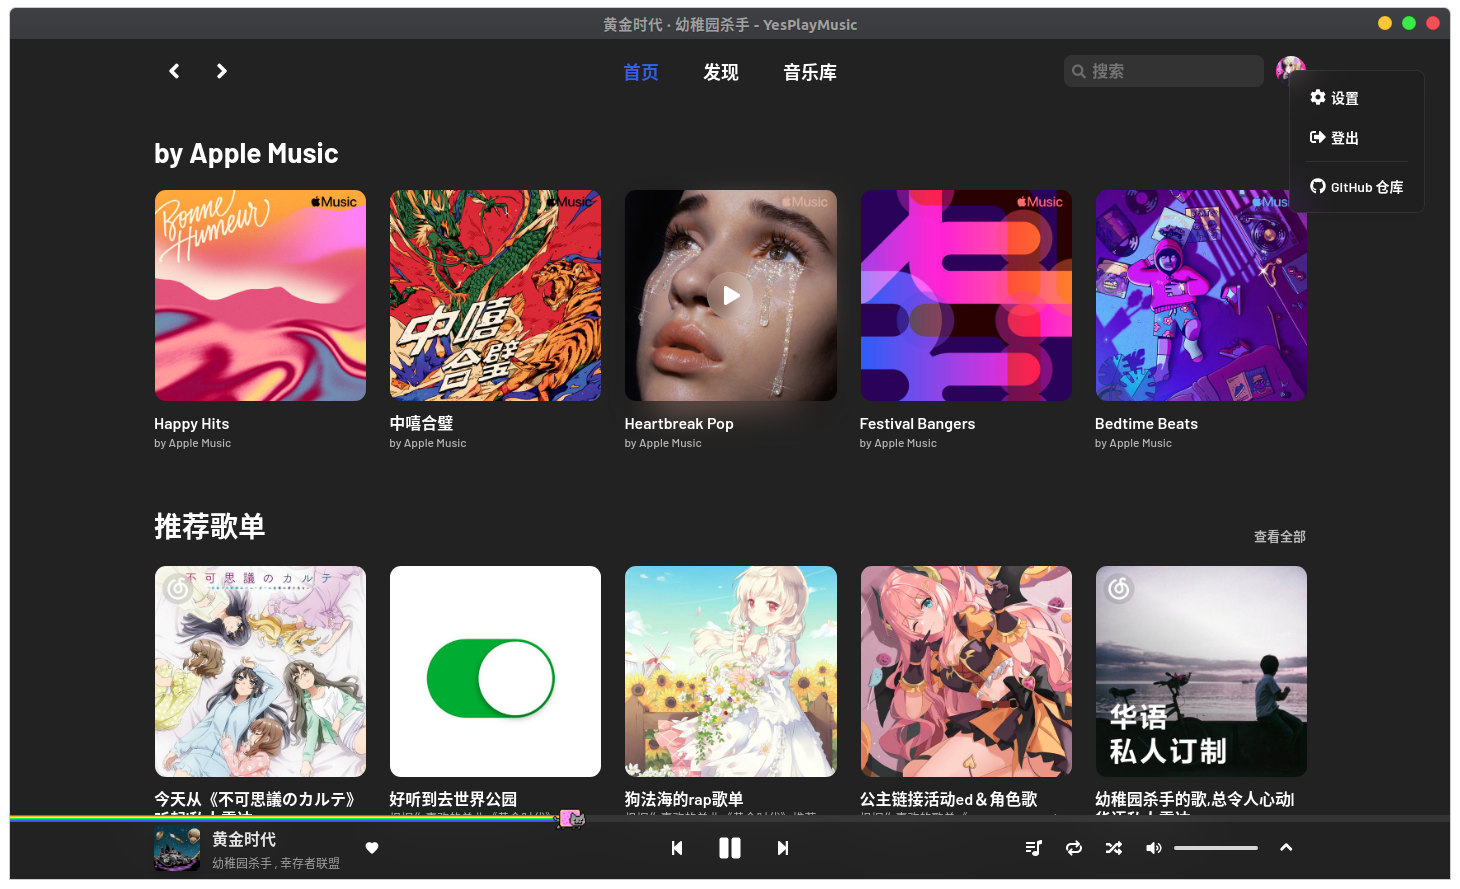 黄金时代 · 幼稚园杀手 - YesPlayMusic
首页
发现
音乐库
搜索
设置
登出
GitHub 仓库
by Apple Music
Bonne Humeur
Music
Music
中嘻合璧
Music
Music
Happy Hits
by Apple Music
中嘻合璧
by Apple Music
Heartbreak Pop
by Apple Music
Festival Bangers
by Apple Music
Bedtime Beats
by Apple Music
推荐歌单
查看全部
不可思議のカルテ
华语
私人订制
今天从《不可思議のカルテ》
好听到去世界公园
狗法海的rap歌单
公主链接活动ed＆角色歌
幼稚园杀手的歌,总令人心动|
黄金时代
幼稚园杀手 , 幸存者联盟